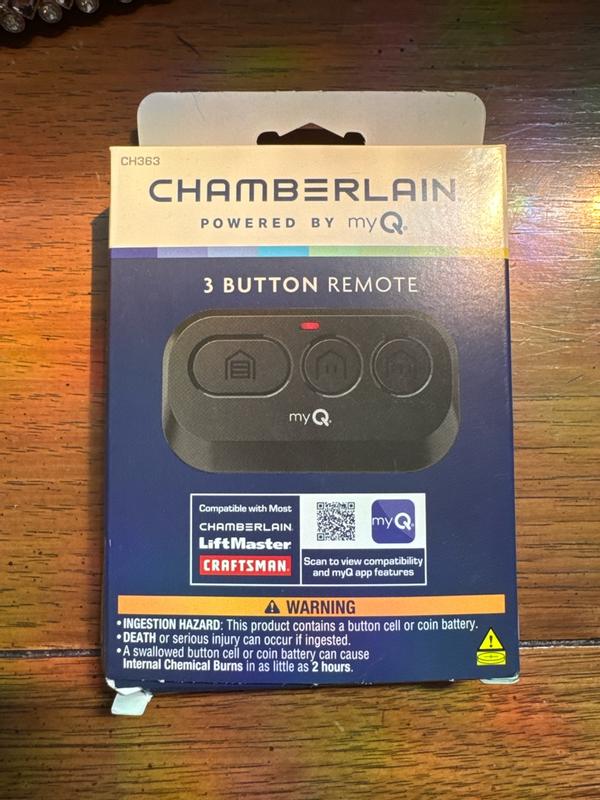 CH363
CHAMBERLAIN
POWERED BY myQ
3 BUTTON REMOTE
myQ
Compatible with Most
CHAMBERLAIN
LiftMaster
CRAFTSMAN
myQ
Scan to view compatibility
and myQ app features
WARNING
• INGESTION HAZARD: This product contains a button cell or coin battery.
• DEATH or serious injury can occur if ingested.
• A swallowed button cell or coin battery can cause
Internal Chemical Burns in as little as 2 hours.